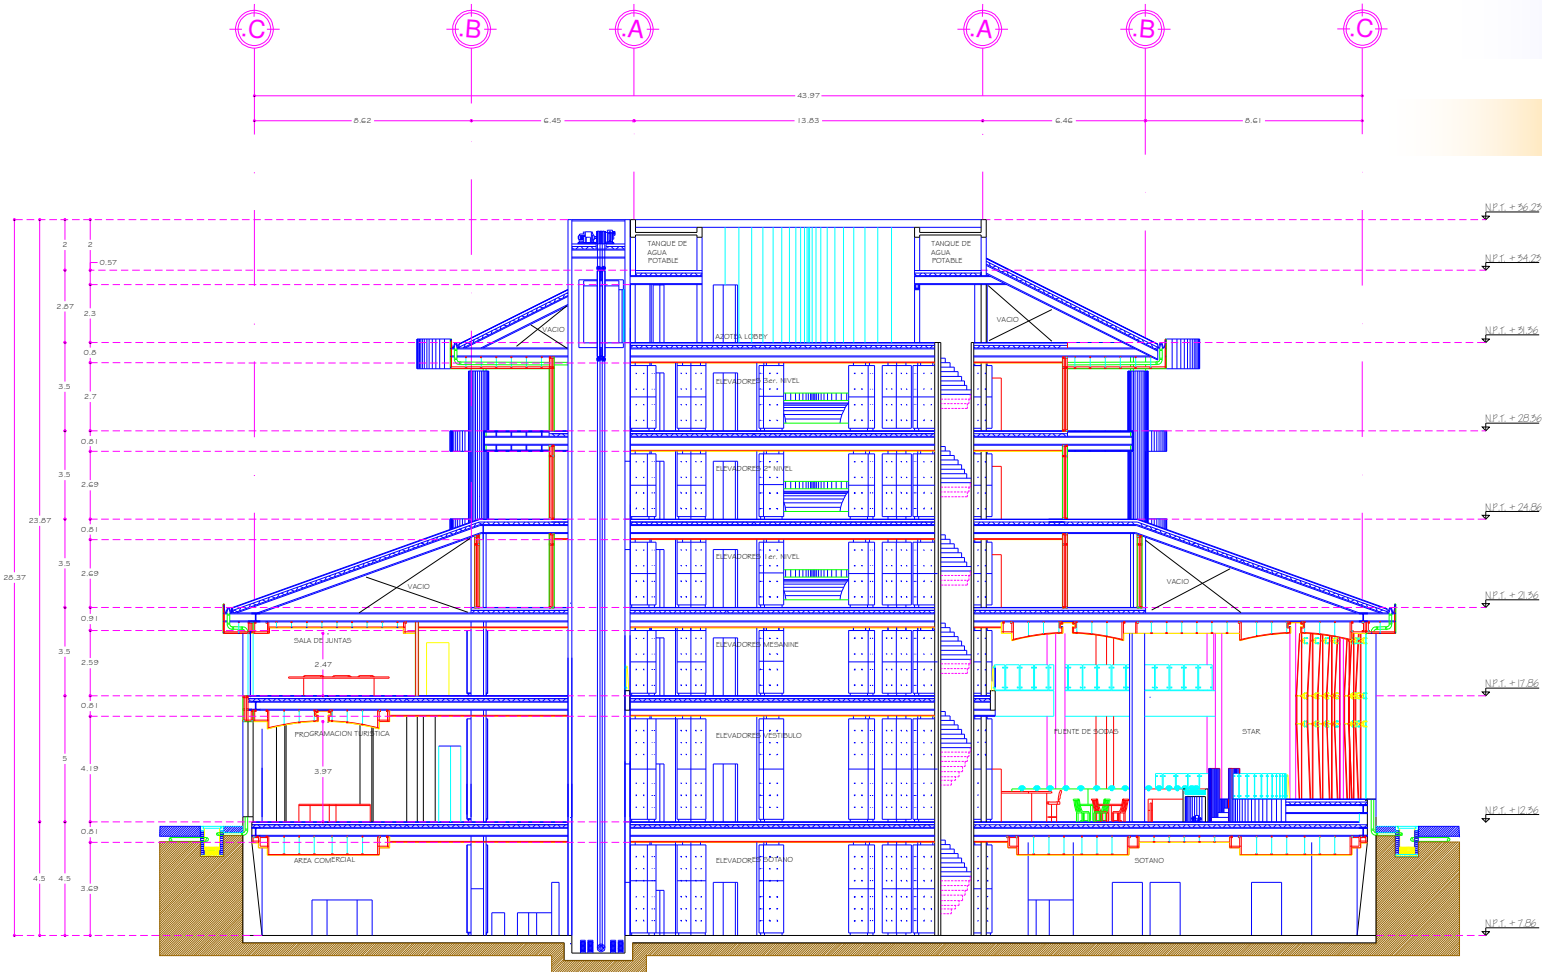 .C
.B
.A
.A
.B
.C
43.97
8.62
6.45
13.83
6.46
8.61
N.P.T. +36.23
2
2
TANQUE DE
AGUA
POTABLE
TANQUE DE
AGUA
POTABLE
0.57
N.P.T. +34.23
2.87
2.3
VACIO
VACIO
AZOTEA LOBBY
N.P.T. +31.36
0.8
3.5
ELEVADORES 3er. NIVEL
2.7
N.P.T. +28.36
0.81
3.5
ELEVADORES 2º NIVEL
2.69
N.P.T. +24.86
23.87
0.81
3.5
ELEVADORES 1er. NIVEL
2.69
28.37
VACIO
VACIO
N.P.T. +21.36
0.91
SALA DE JUNTAS
ELEVADORES MESANINE
3.5
2.59
2.47
N.P.T. +17.86
0.81
PROGRAMACION TURISTICA
ELEVADORES VESTIBULO
FUENTE DE SODAS
STAR
5
4.19
3.97
N.P.T. +12.36
0.81
AREA COMERCIAL
ELEVADORES SOTANO
SOTANO
4.5
4.5
3.69
N.P.T. +7.86